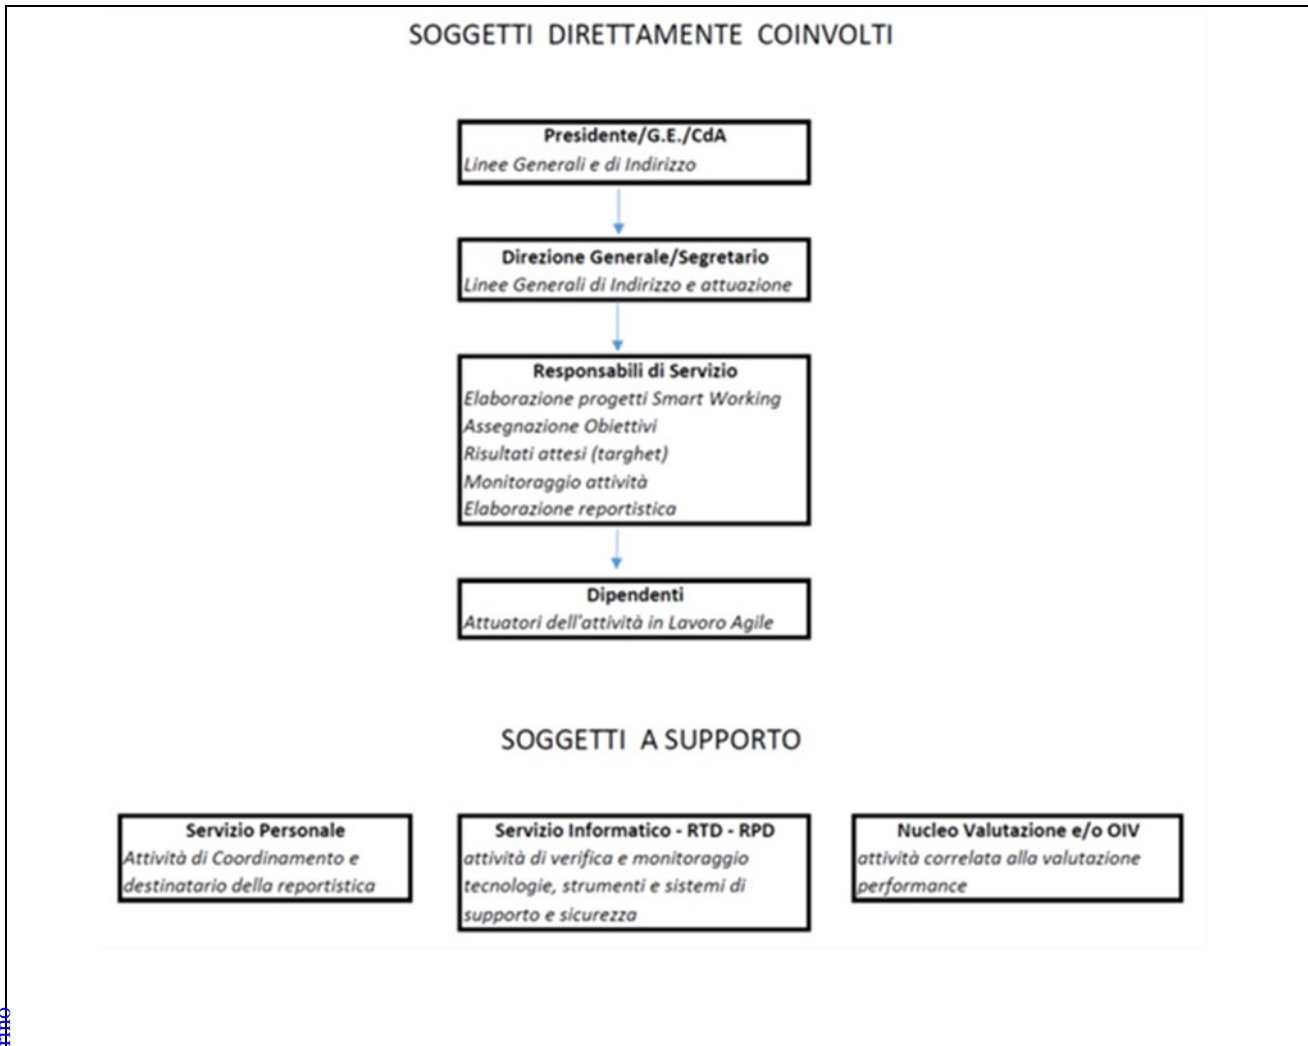 SOGGETTI DIRETTAMENTE COINVOLTI
Presidente/G.E./CdA
Linee Generali e di Indirizzo
Direzione Generale/Segretario
Linee Generali di Indirizzo e attuazione
Responsabili di Servizio
Elaborazione progetti Smart Working
Assegnazione Obiettivi
Risultati attesi (targhet)
Monitoraggio attività
Elaborazione reportistica
Dipendenti
Attuatori dell'attività in Lavoro Agile
SOGGETTI A SUPPORTO
Servizio Personale
Attività di Coordinamento e
destinatario della reportistica
Servizio Informatico - RTD - RPD
attività di verifica e monitoraggio
tecnologie, strumenti e sistemi di
supporto e sicurezza
Nucleo Valutazione e/o OIV
attività correlata alla valutazione
performance